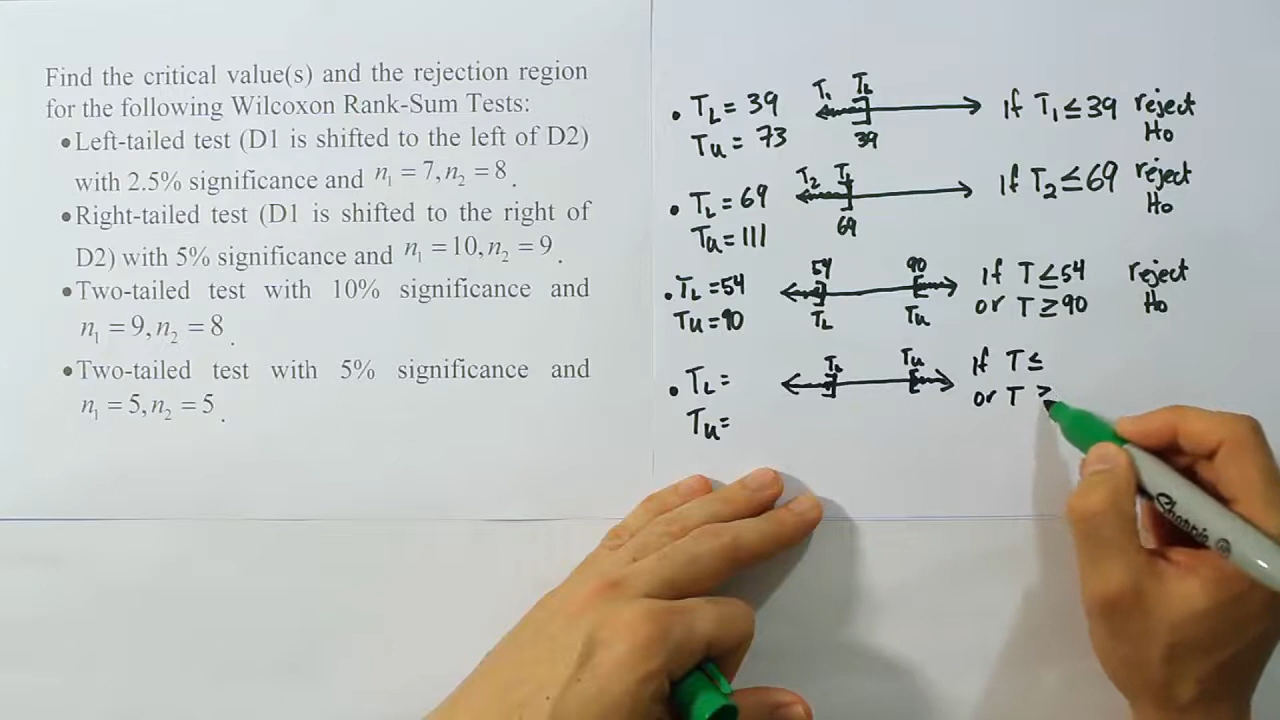 Find the critical value(s) and the rejection region
for the following Wilcoxon Rank-Sum Tests:
•Left-tailed test (D1 is shifted to the left of D2)
with 2.5% significance and n₁ = 7, n₂ = 8 .
•Right-tailed test (D1 is shifted to the right of
D2) with 5% significance and n₁ = 10, n₂ = 9 .
•Two-tailed test with 10% significance and
n₁ = 9, n₂ = 8 .
•Two-tailed test with 5% significance and
n₁ = 5, n₂ = 5 .
• TL = 39 T₁ TL If T₁ ≤ 39 reject
Tu = 73 39 Ho
• TL = 69 T₂ TL If T₂ ≤ 69 reject
Tu = 111 69 Ho
• TL = 54 54 90 If T ≤ 54 reject
Tu = 90 TL Tu or T ≥ 90 Ho
• TL = TL Tu If T ≤
Tu = or T ≥
Sharpie